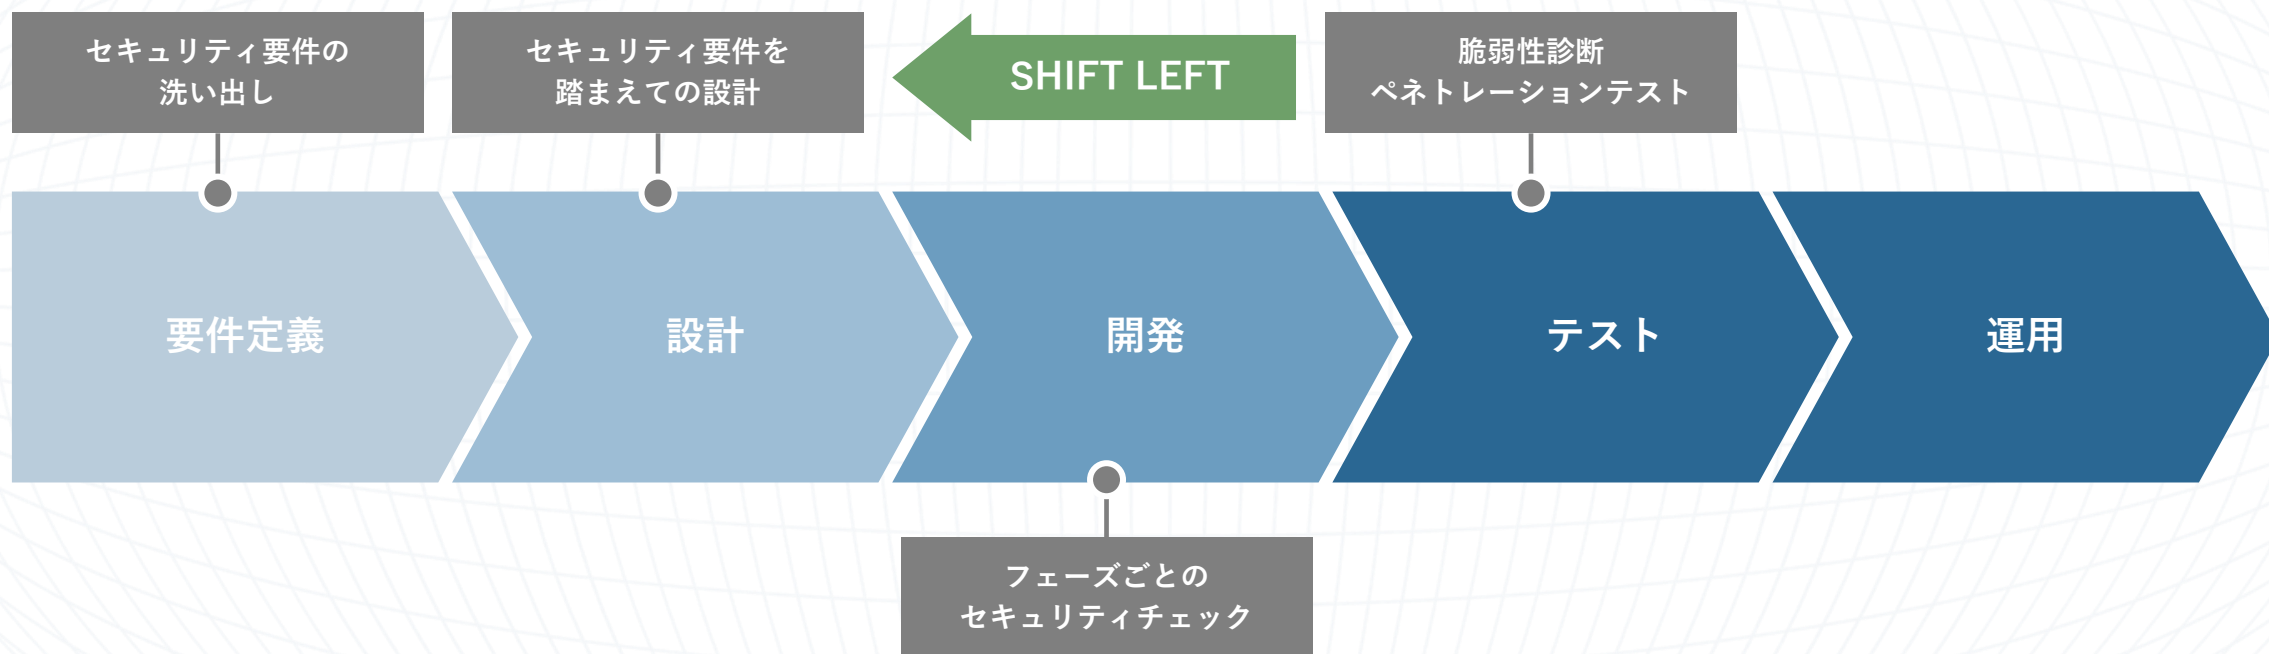 セキュリティ要件の
洗い出し
セキュリティ要件を
踏まえての設計
SHIFT LEFT
脆弱性診断
ペネトレーションテスト
要件定義
設計
開発
テスト
運用
フェーズごとの
セキュリティチェック